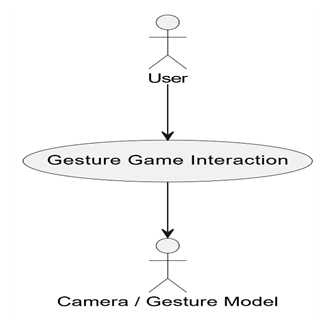 User
Gesture Game Interaction
Camera / Gesture Model